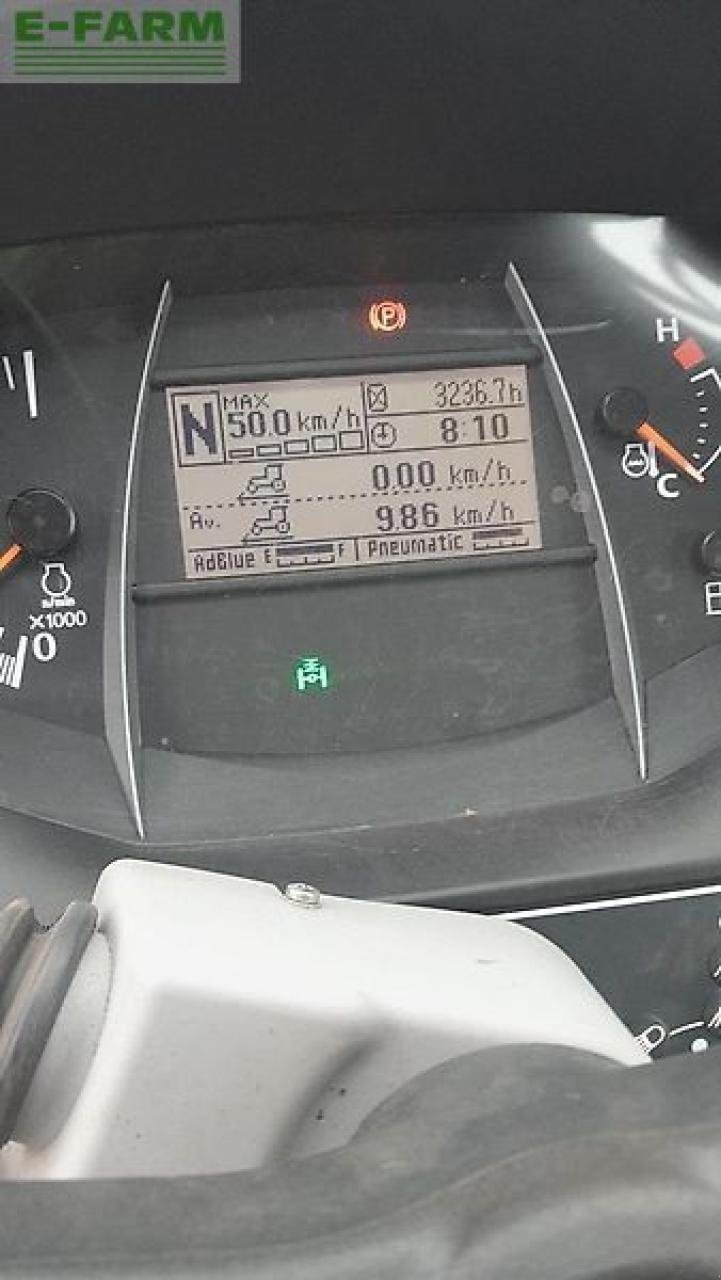 E-FARM
P
H
N
MAX
50.0 km/h
3236.7h
8:10
0.00 km/h
Av.
9.86 km/h
AdBlue E F
Pneumatic
C
n/min
X1000
0